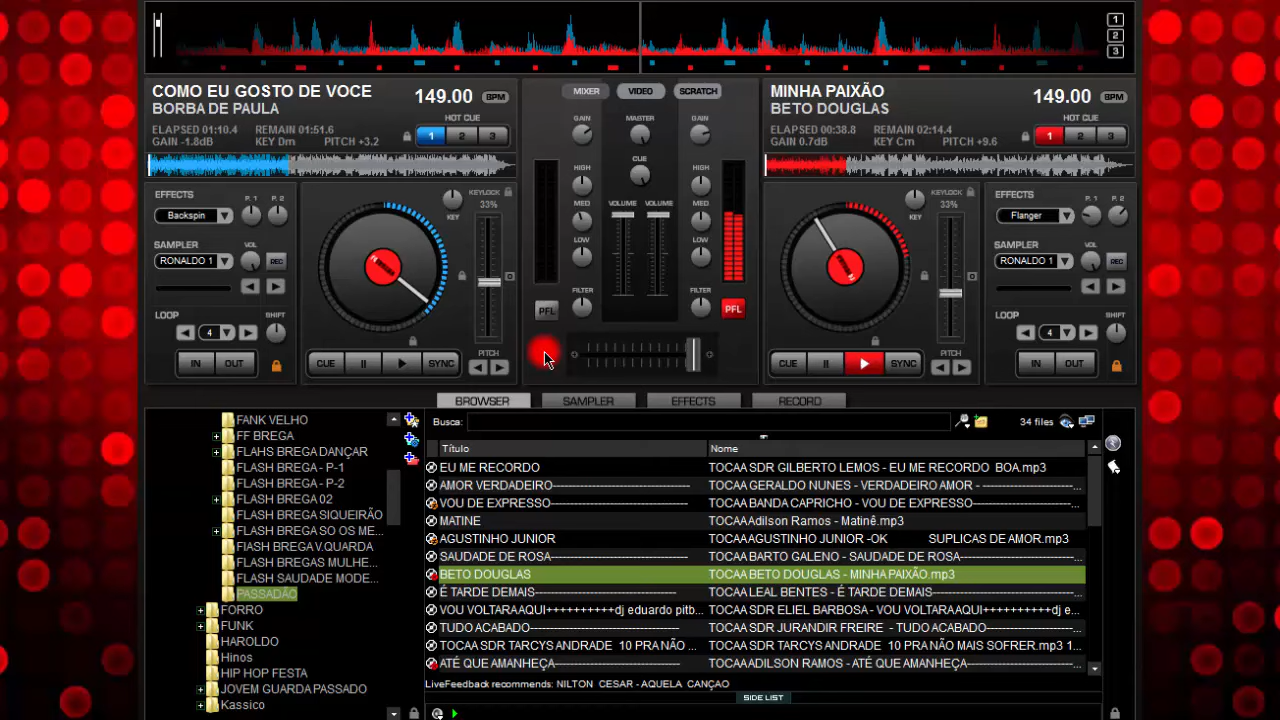 1
2
3
COMO EU GOSTO DE VOCE
BORBA DE PAULA
149.00 BPM
ELAPSED 01:10.4 REMAIN 01:51.6
GAIN -1.8dB KEY Dm PITCH +3.2
HOT CUE
1 2 3
MIXER VIDEO SCRATCH
MINHA PAIXÃO
BETO DOUGLAS
149.00 BPM
ELAPSED 00:38.8 REMAIN 02:14.4
GAIN 0.7dB KEY Cm PITCH +9.6
HOT CUE
1 2 3
EFFECTS P. 1 P. 2
Backspin
SAMPLER VOL
RONALDO 1 REC
LOOP SHIFT
4
IN OUT
KEY
KEYLOCK
33%
PITCH
CUE SYNC
GAIN MASTER GAIN
CUE
HIGH HIGH
MED VOLUME VOLUME MED
LOW LOW
FILTER FILTER
PFL PFL
KEY
KEYLOCK
33%
PITCH
CUE SYNC
EFFECTS P. 1 P. 2
Flanger
SAMPLER VOL
RONALDO 1 REC
LOOP SHIFT
4
IN OUT
BROWSER SAMPLER EFFECTS RECORD
FANK VELHO
FF BREGA
FLAHS BREGA DANÇAR
FLASH BREGA - P-1
FLASH BREGA - P-2
FLASH BREGA 02
FLASH BREGA SIQUEIRÃO
FLASH BREGA SO OS ME...
FlASH BREGA V.QUARDA
FLASH BREGAS MULHE...
FLASH SAUDADE MODE...
PASSADÃO
FORRO
FUNK
HAROLDO
Hinos
HIP HOP FESTA
JOVEM GUARDA PASSADO
Kassico
Busca: 34 files
Título Nome
EU ME RECORDO TOCAA SDR GILBERTO LEMOS - EU ME RECORDO BOA.mp3
AMOR VERDADEIRO------------------------------------ TOCAA GERALDO NUNES - VERDADEIRO AMOR - ---------------------------...
VOU DE EXPRESSO------------------------------------ TOCAA BANDA CAPRICHO - VOU DE EXPRESSO----------------------------...
MATINE TOCAAAdilson Ramos - Matinê.mp3
AGUSTINHO JUNIOR TOCAAAGUSTINHO JUNIOR -OK SUPLICAS DE AMOR.mp3
SAUDADE DE ROSA------------------------------------ TOCAA BARTO GALENO - SAUDADE DE ROSA-------------------------------...
BETO DOUGLAS TOCAA BETO DOUGLAS - MINHA PAIXÃO.mp3
É TARDE DEMAIS------------------------------------ TOCAA LEAL BENTES - É TARDE DEMAIS------------------------------------...
VOU VOLTARAAQUI++++++++++dj eduardo pitb... TOCAA SDR ELIEL BARBOSA - VOU VOLTARAAQUI++++++++++dj e...
TUDO ACABADO------------------------------------ TOCAA SDR JURANDIR FREIRE - TUDO ACABADO------------------------...
TOCAA SDR TARCYS ANDRADE 10 PRA NÃO ... TOCAA SDR TARCYS ANDRADE 10 PRA NÃO MAIS SOFRER.mp3 1...
ATÉ QUE AMANHEÇA------------------------------ TOCAAADILSON RAMOS - ATÉ QUE AMANHEÇA---------------------------...
LiveFeedback recommends: NILTON CESAR - AQUELA CANÇAO
SIDE LIST